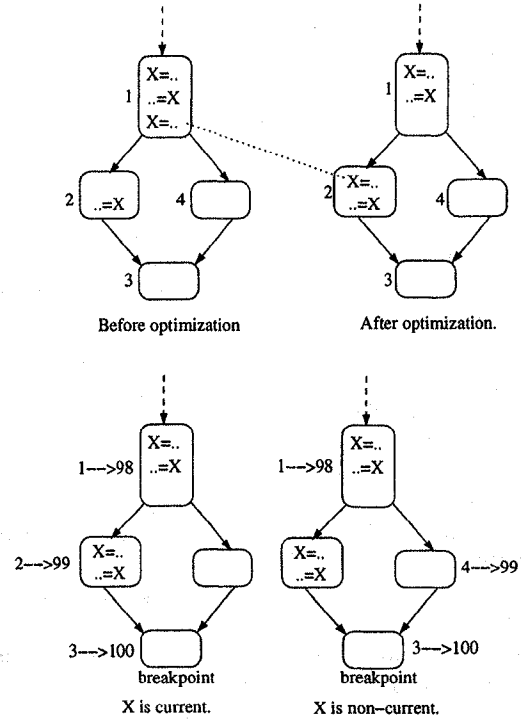 X=..
..=X
X=..
1
2
..=X
4
3
Before optimization
X=..
..=X
1
2
X=..
..=X
4
3
After optimization.
X=..
..=X
1-->98
2-->99
X=..
..=X
3-->100
breakpoint
X is current.
X=..
..=X
1-->98
X=..
..=X
4-->99
3-->100
breakpoint
X is non-current.